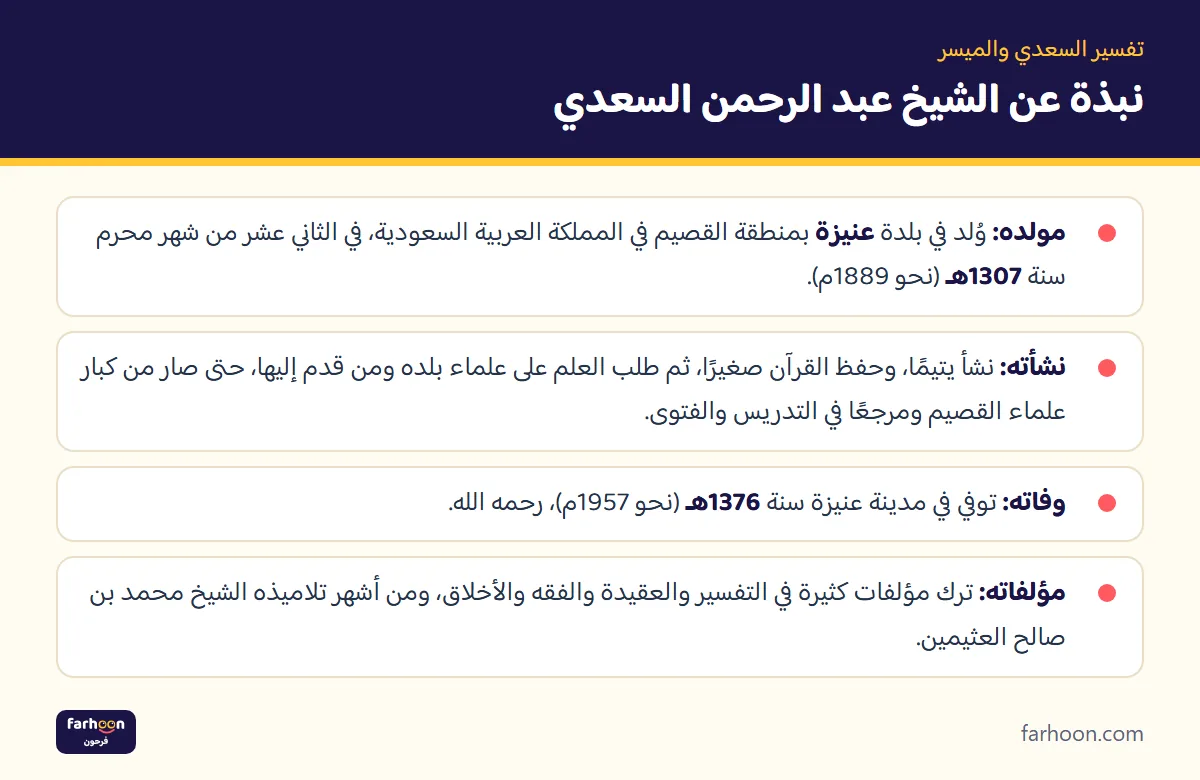 تفسير السعدي والميسر
نبذة عن الشيخ عبد الرحمن السعدي
مولده: وُلد في بلدة عنيزة بمنطقة القصيم في المملكة العربية السعودية، في الثاني عشر من شهر محرم
سنة 1307هـ (نحو 1889م).
نشأته: نشأ يتيمًا، وحفظ القرآن صغيرًا، ثم طلب العلم على علماء بلده ومن قدم إليها، حتى صار من كبار
علماء القصيم ومرجعًا في التدريس والفتوى.
وفاته: توفي في مدينة عنيزة سنة 1376هـ (نحو 1957م)، رحمه الله.
مؤلفاته: ترك مؤلفات كثيرة في التفسير والعقيدة والفقه والأخلاق، ومن أشهر تلاميذه الشيخ محمد بن
صالح العثيمين.
farhoon.com
farhoon
فرحون